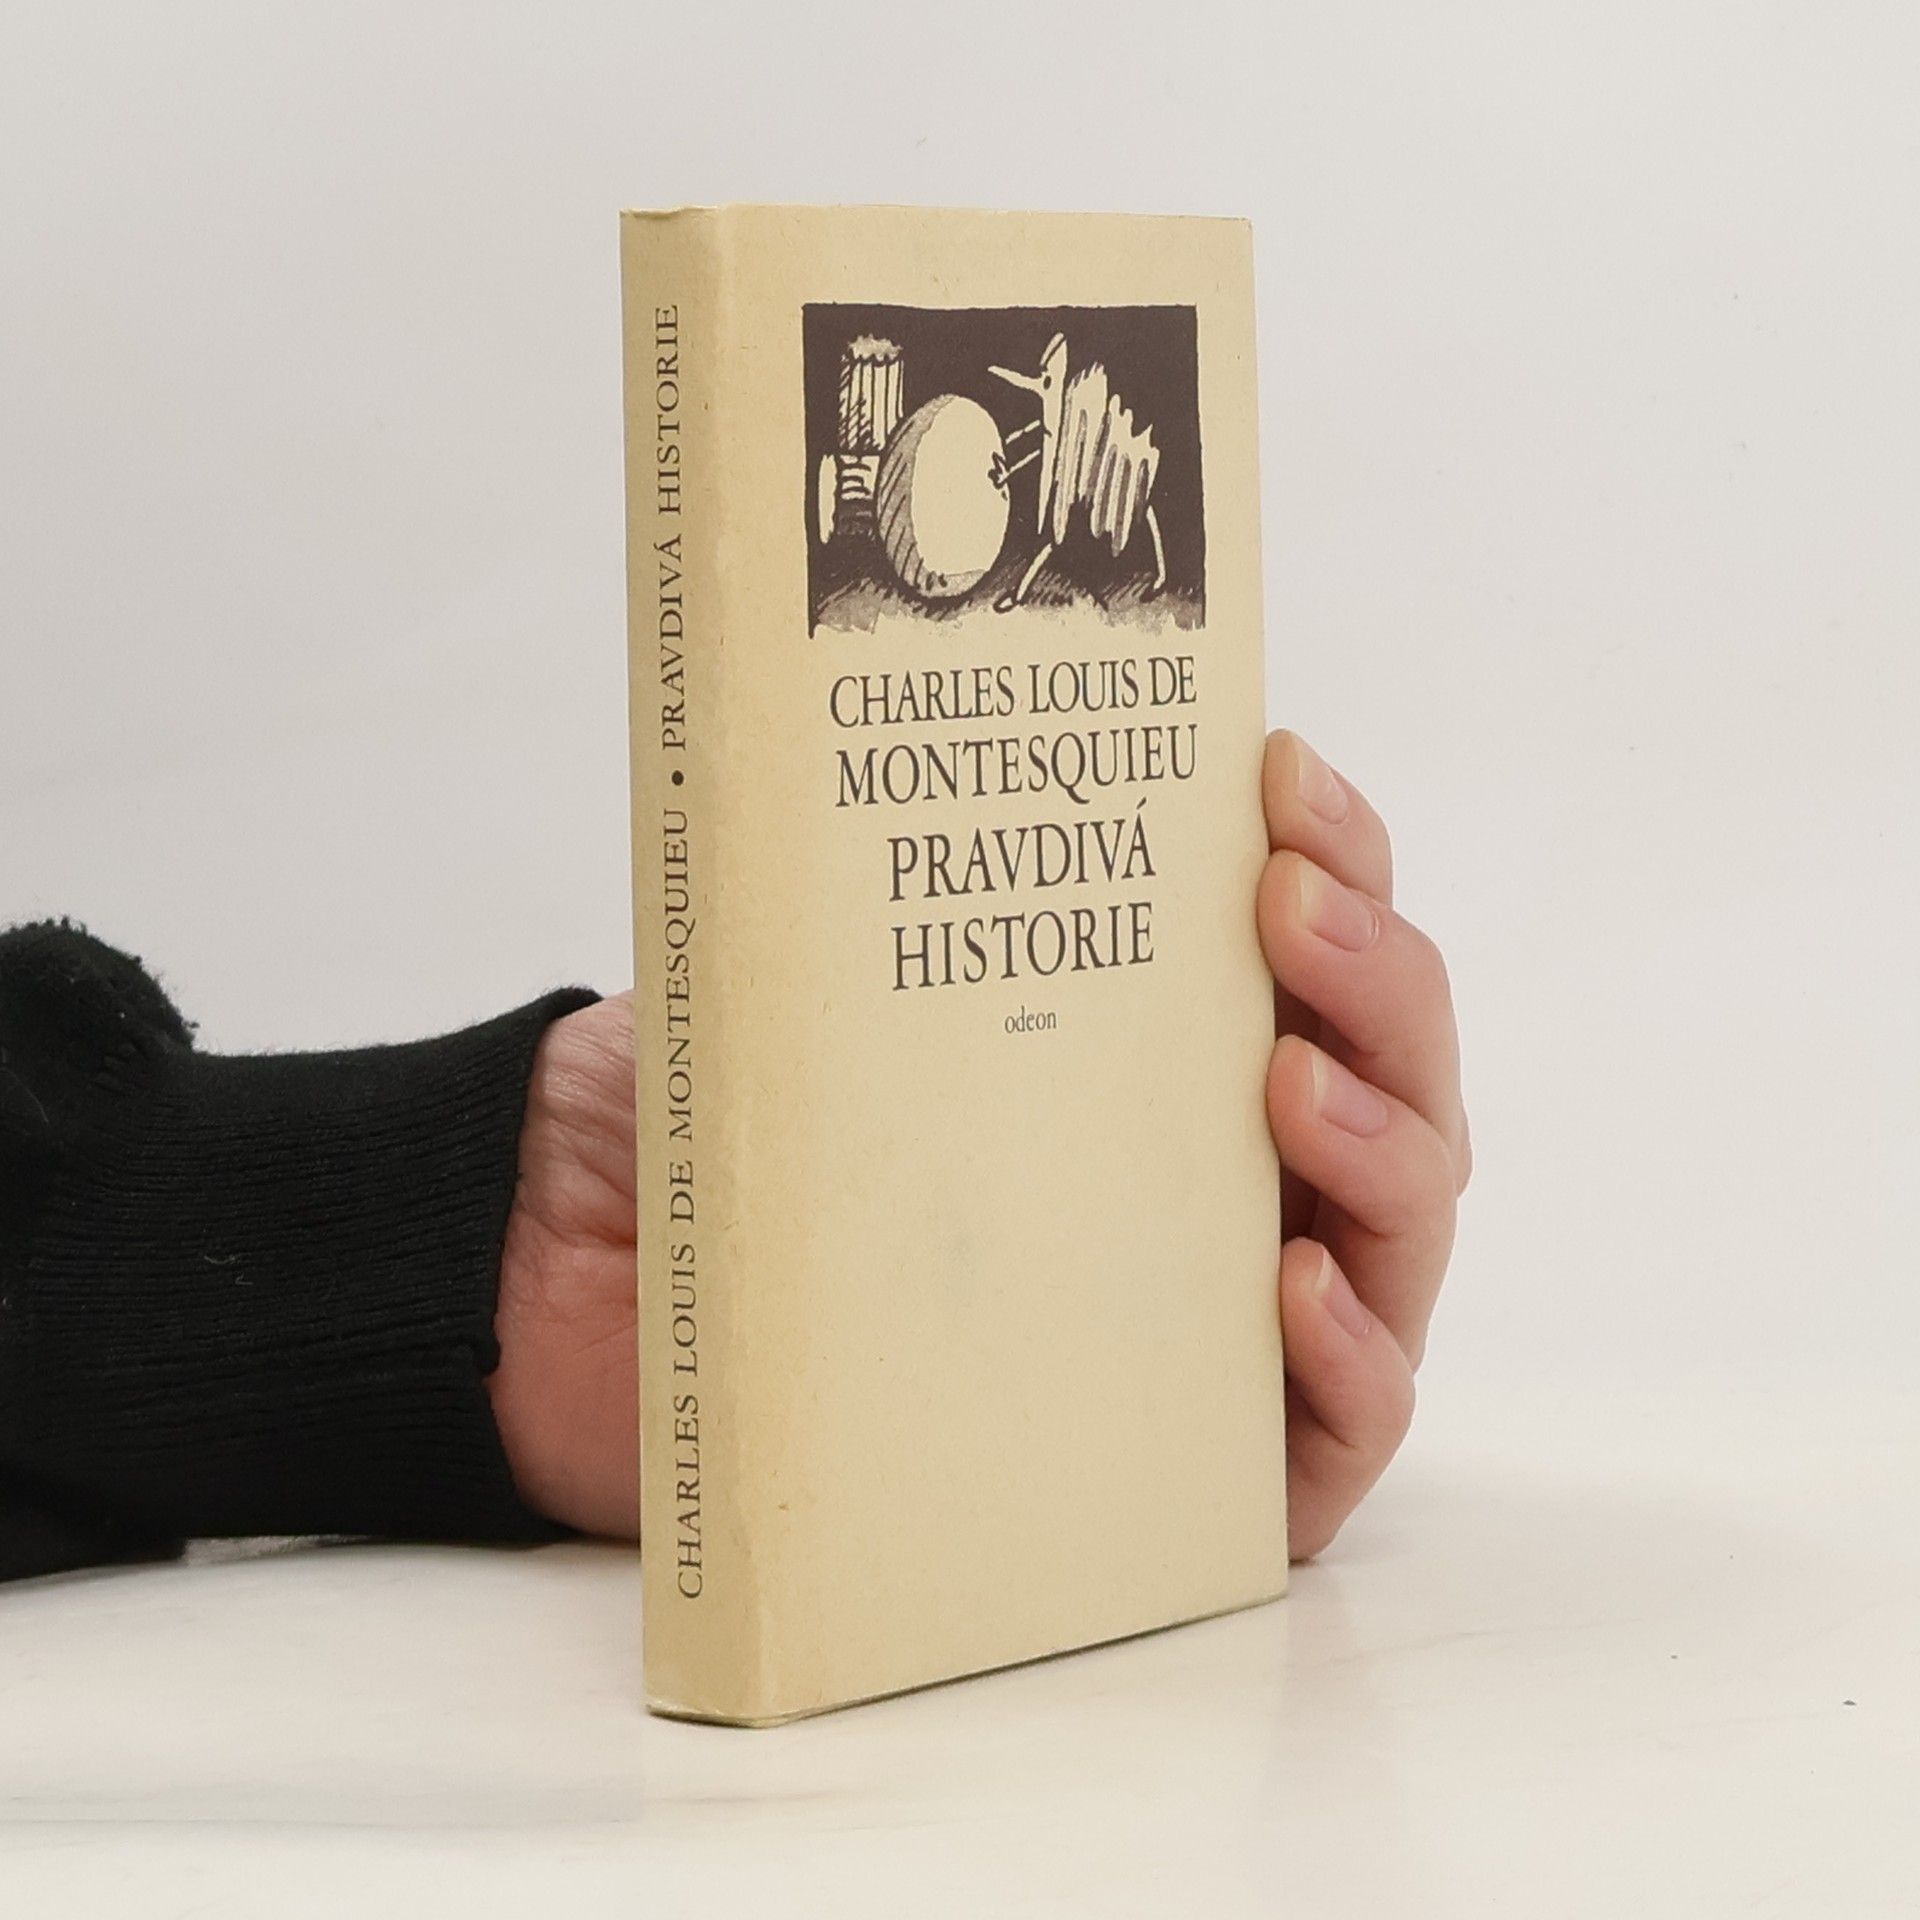 CHARLES LOUIS DE MONTESQUIEU • PRAVDIVÁ HISTORIE
CHARLES LOUIS DE
MONTESQUIEU
PRAVDIVÁ
HISTORIE
odeon